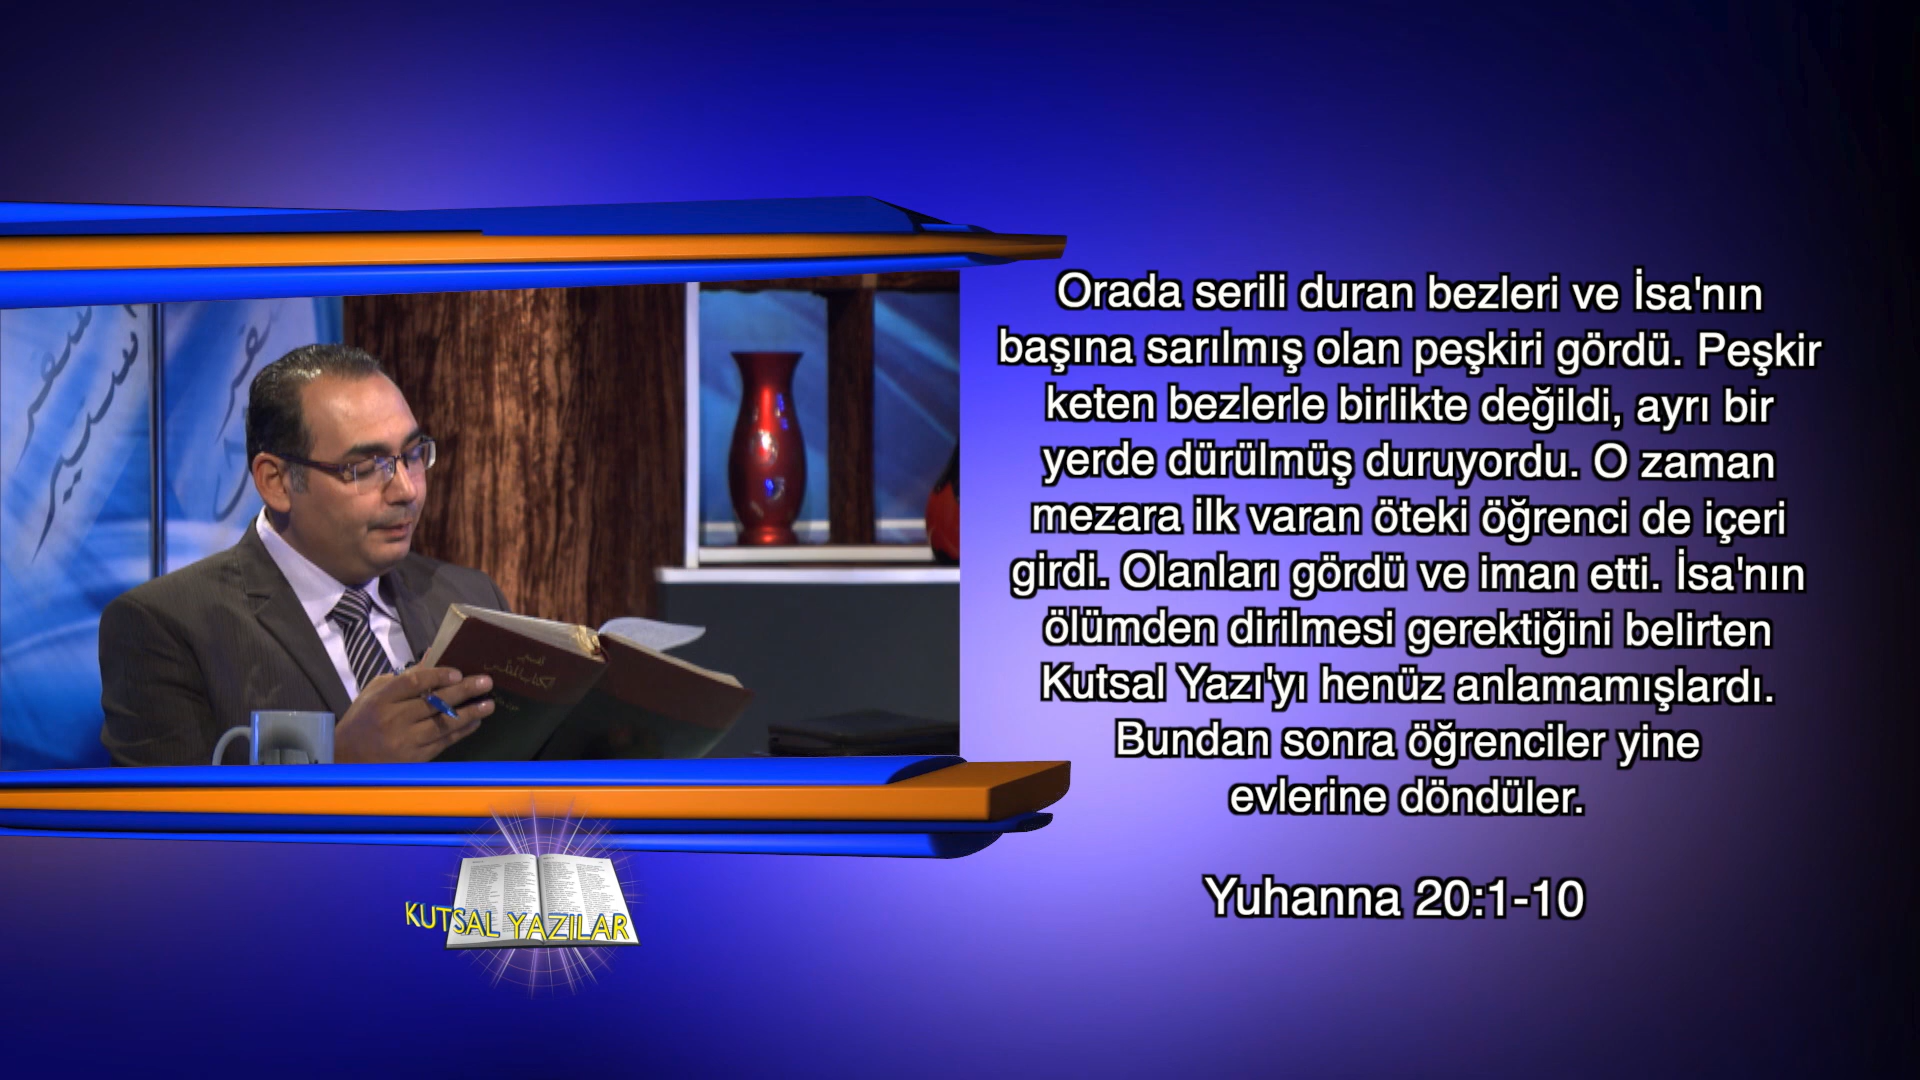 Orada serili duran bezleri ve İsa'nın
başına sarılmış olan peşkiri gördü. Peşkir
keten bezlerle birlikte değildi, ayrı bir
yerde dürülmüş duruyordu. O zaman
mezara ilk varan öteki öğrenci de içeri
girdi. Olanları gördü ve iman etti. İsa'nın
ölümden dirilmesi gerektiğini belirten
Kutsal Yazı'yı henüz anlamamışlardı.
Bundan sonra öğrenciler yine
evlerine döndüler.
Yuhanna 20:1-10
KUTSAL YAZILAR
الكتاب المقدس